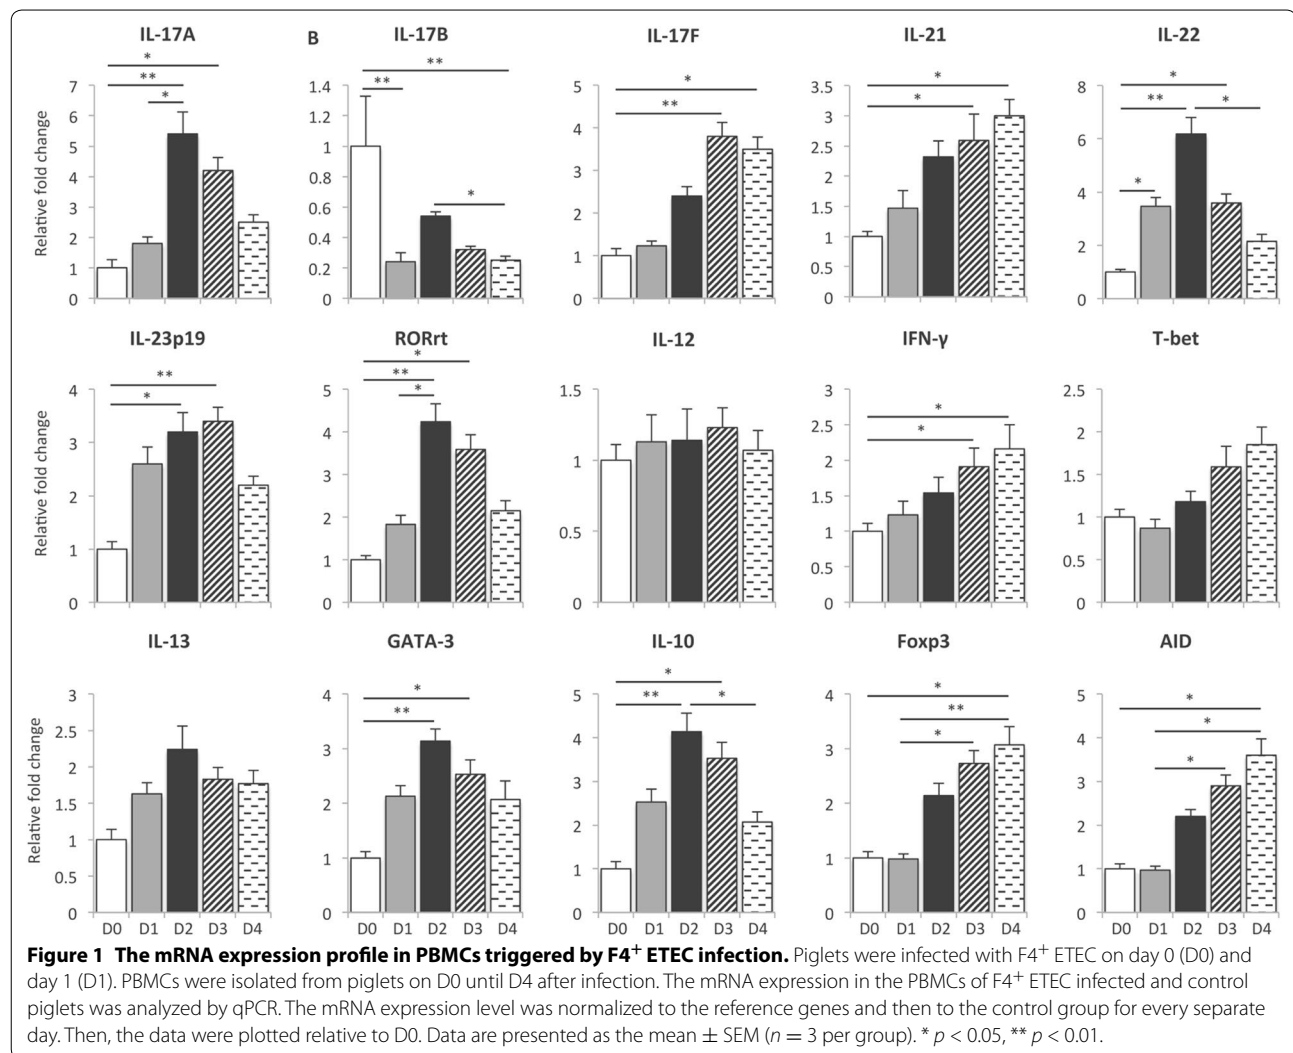 IL-17A B IL-17B IL-17F IL-21 IL-22
* ** ** * ** * * ** * * * ** * *
Relative fold change
7 6 5 4 3 2 1 0
1.4 1.2 1 0.8 0.6 0.4 0.2 0
5 4 3 2 1 0
3.5 3 2.5 2 1.5 1 0.5 0
8 6 4 2 0
IL-23p19 RORrt IL-12 IFN-γ T-bet
** * * ** * * *
Relative fold change
4 3 2 1 0
5 4 3 2 1 0
1.5 1 0.5 0
3 2.5 2 1.5 1 0.5 0
2.5 2 1.5 1 0.5 0
IL-13 GATA-3 IL-10 Foxp3 AID
* ** * ** * * ** * * * *
Relative fold change
3 2.5 2 1.5 1 0.5 0
4 3 2 1 0
5 4 3 2 1 0
4 3 2 1 0
5 4 3 2 1 0
D0 D1 D2 D3 D4 D0 D1 D2 D3 D4 D0 D1 D2 D3 D4 D0 D1 D2 D3 D4 D0 D1 D2 D3 D4
Figure 1 The mRNA expression profile in PBMCs triggered by F4⁺ ETEC infection. Piglets were infected with F4⁺ ETEC on day 0 (D0) and
day 1 (D1). PBMCs were isolated from piglets on D0 until D4 after infection. The mRNA expression in the PBMCs of F4⁺ ETEC infected and control
piglets was analyzed by qPCR. The mRNA expression level was normalized to the reference genes and then to the control group for every separate
day. Then, the data were plotted relative to D0. Data are presented as the mean ± SEM (n = 3 per group). * p < 0.05, ** p < 0.01.